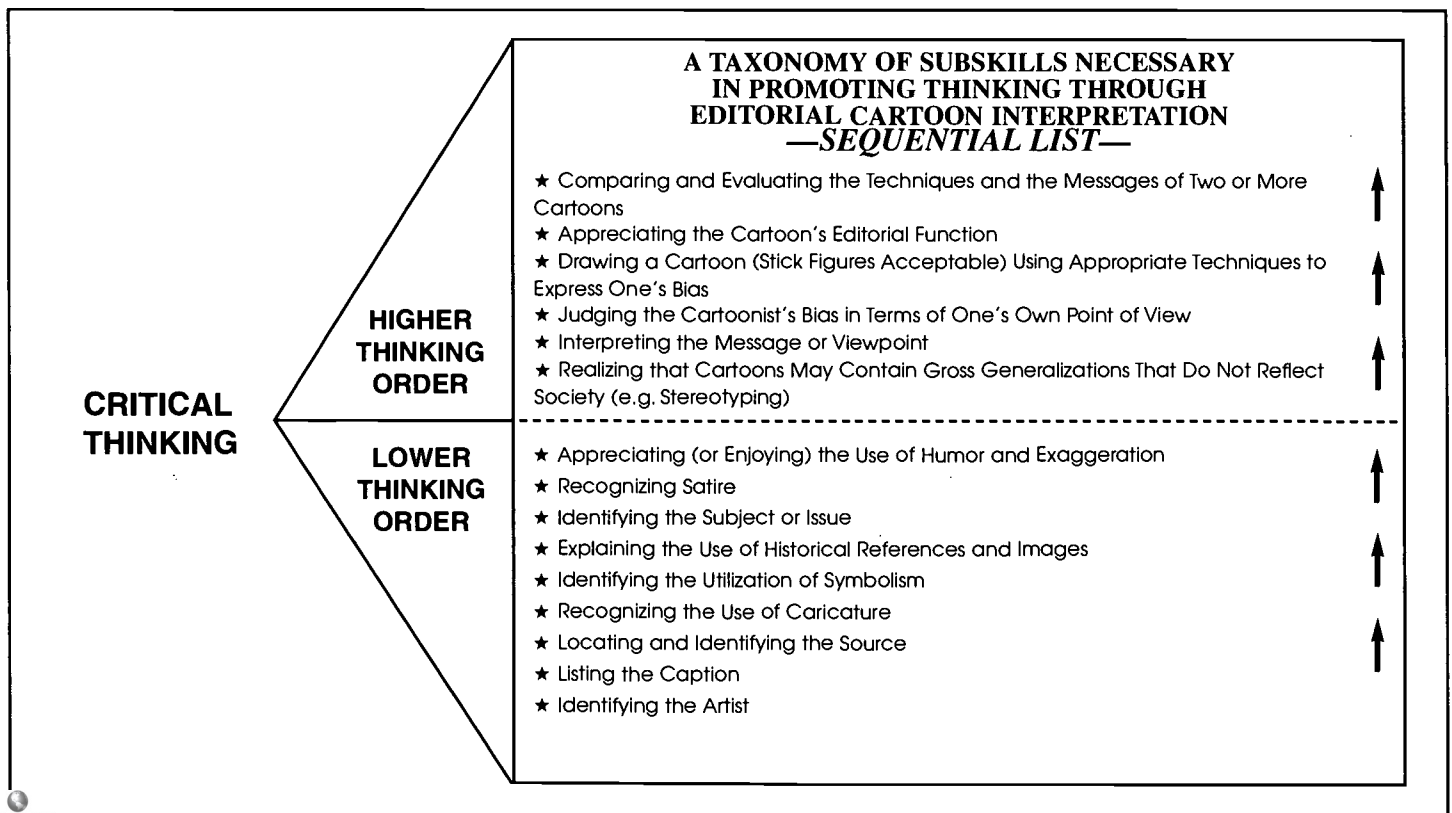 A TAXONOMY OF SUBSKILLS NECESSARY
IN PROMOTING THINKING THROUGH
EDITORIAL CARTOON INTERPRETATION
—SEQUENTIAL LIST—
★ Comparing and Evaluating the Techniques and the Messages of Two or More
Cartoons
★ Appreciating the Cartoon's Editorial Function
★ Drawing a Cartoon (Stick Figures Acceptable) Using Appropriate Techniques to
Express One's Bias
★ Judging the Cartoonist's Bias in Terms of One's Own Point of View
★ Interpreting the Message or Viewpoint
★ Realizing that Cartoons May Contain Gross Generalizations That Do Not Reflect
Society (e.g. Stereotyping)
HIGHER
THINKING
ORDER
CRITICAL
THINKING
LOWER
THINKING
ORDER
★ Appreciating (or Enjoying) the Use of Humor and Exaggeration
★ Recognizing Satire
★ Identifying the Subject or Issue
★ Explaining the Use of Historical References and Images
★ Identifying the Utilization of Symbolism
★ Recognizing the Use of Caricature
★ Locating and Identifying the Source
★ Listing the Caption
★ Identifying the Artist